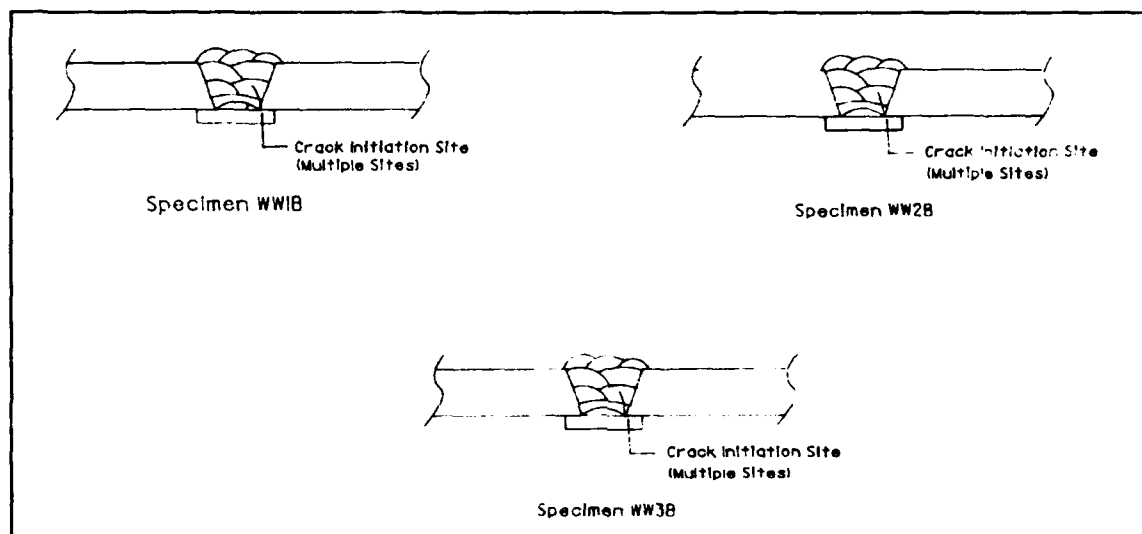 Crack Initiation Site
(Multiple Sites)
Specimen WW1B
Crack Initiation Site
(Multiple Sites)
Specimen WW2B
Crack Initiation Site
(Multiple Sites)
Specimen WW3B